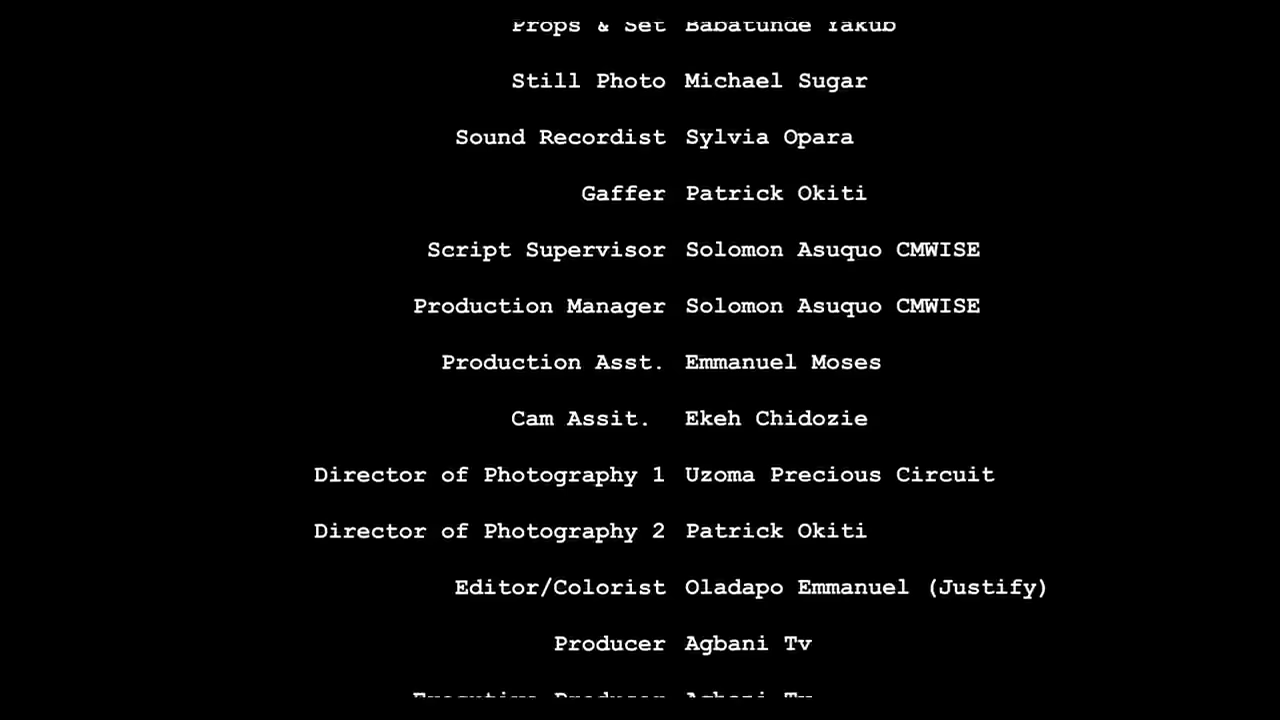 Props & Set Babatunde Yakub
Still Photo Michael Sugar
Sound Recordist Sylvia Opara
Gaffer Patrick Okiti
Script Supervisor Solomon Asuquo CMWISE
Production Manager Solomon Asuquo CMWISE
Production Asst. Emmanuel Moses
Cam Assit. Ekeh Chidozie
Director of Photography 1 Uzoma Precious Circuit
Director of Photography 2 Patrick Okiti
Editor/Colorist Oladapo Emmanuel (Justify)
Producer Agbani Tv
Executive Producer Agbani Tv